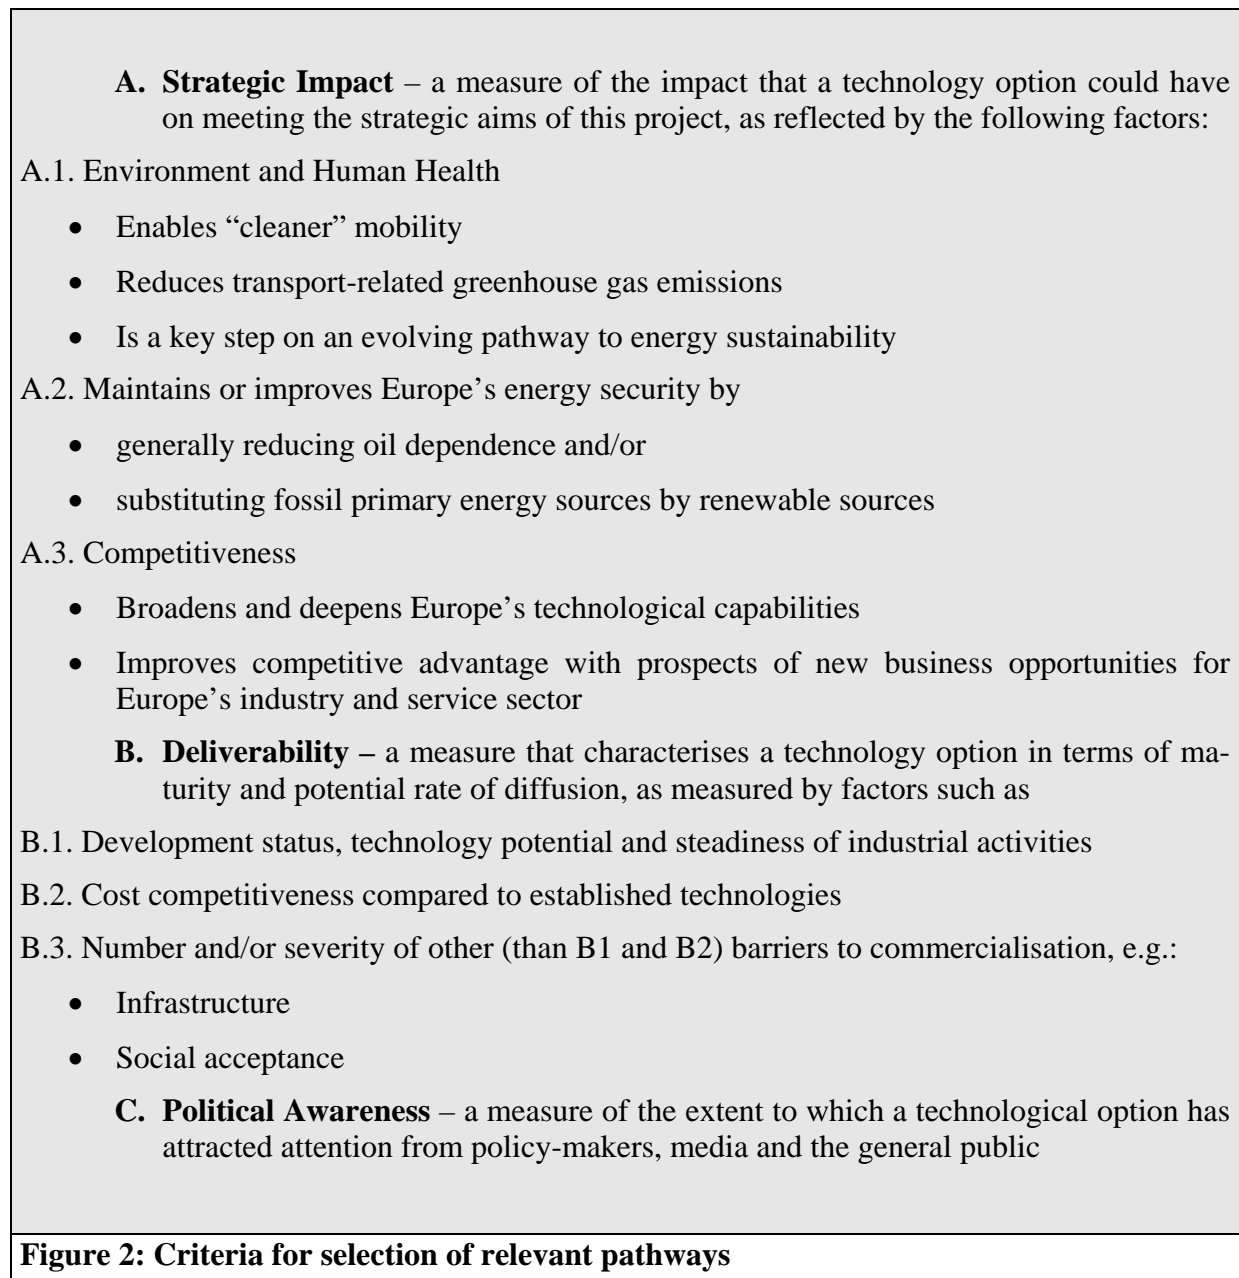 A. Strategic Impact – a measure of the impact that a technology option could have
on meeting the strategic aims of this project, as reflected by the following factors:
A.1. Environment and Human Health
• Enables “cleaner” mobility
• Reduces transport-related greenhouse gas emissions
• Is a key step on an evolving pathway to energy sustainability
A.2. Maintains or improves Europe’s energy security by
• generally reducing oil dependence and/or
• substituting fossil primary energy sources by renewable sources
A.3. Competitiveness
• Broadens and deepens Europe’s technological capabilities
• Improves competitive advantage with prospects of new business opportunities for
Europe’s industry and service sector
B. Deliverability – a measure that characterises a technology option in terms of ma-
turity and potential rate of diffusion, as measured by factors such as
B.1. Development status, technology potential and steadiness of industrial activities
B.2. Cost competitiveness compared to established technologies
B.3. Number and/or severity of other (than B1 and B2) barriers to commercialisation, e.g.:
• Infrastructure
• Social acceptance
C. Political Awareness – a measure of the extent to which a technological option has
attracted attention from policy-makers, media and the general public
Figure 2: Criteria for selection of relevant pathways